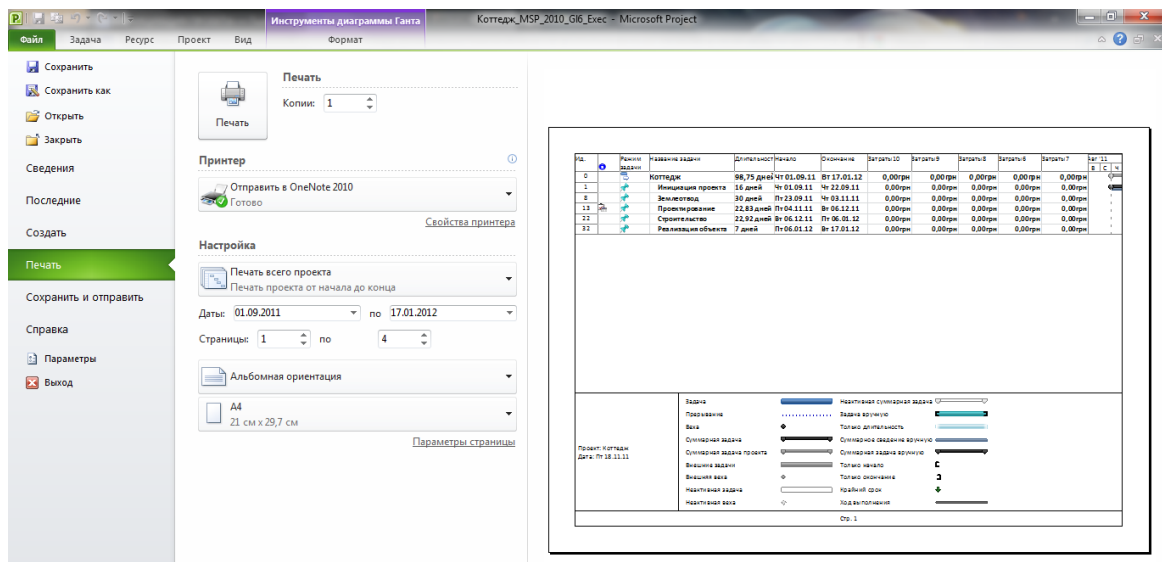 Инструменты диаграммы Ганта
Коттедж_MSP_2010_Gl6_Exec - Microsoft Project
Файл Задача Ресурс Проект Вид Формат
Сохранить
Сохранить как
Открыть
Закрыть
Сведения
Последние
Создать
Печать
Сохранить и отправить
Справка
Параметры
Выход
Печать
Печать
Копии: 1
Принтер
Отправить в OneNote 2010
Готово
Свойства принтера
Настройка
Печать всего проекта
Печать проекта от начала до конца
Даты: 01.09.2011 по 17.01.2012
Страницы: 1 по 4
Альбомная ориентация
A4
21 см x 29,7 см
Параметры страницы
Ид. Режим задачи Название задачи Длительност Начало Окончание Затраты10 Затраты9 Затраты8 Затраты6 Затраты7 Авг '11
В С Ч
0 Коттедж 98,75 дней Чт 01.09.11 Вт 17.01.12 0,00грн 0,00грн 0,00грн 0,00грн 0,00грн
1 Инициация проекта 16 дней Чт 01.09.11 Чт 22.09.11 0,00грн 0,00грн 0,00грн 0,00грн 0,00грн
8 Землеотвод 30 дней Пт 23.09.11 Чт 03.11.11 0,00грн 0,00грн 0,00грн 0,00грн 0,00грн
13 Проектирование 22,83 дней Пт 04.11.11 Вт 06.12.11 0,00грн 0,00грн 0,00грн 0,00грн 0,00грн
22 Строительство 22,92 дней Вт 06.12.11 Пт 06.01.12 0,00грн 0,00грн 0,00грн 0,00грн 0,00грн
32 Реализация объекта 7 дней Пт 06.01.12 Вт 17.01.12 0,00грн 0,00грн 0,00грн 0,00грн 0,00грн
Проект: Коттедж
Дата: Пт 18.11.11
Задача Неактивная суммарная задача
Прерывание Задача вручную
Веха Только длительность
Суммарная задача Суммарное сведение вручную
Суммарная задача проекта Суммарная задача вручную
Внешние задачи Только начало
Внешняя веха Только окончание
Неактивная задача Крайний срок
Неактивная веха Ход выполнения
Стр. 1